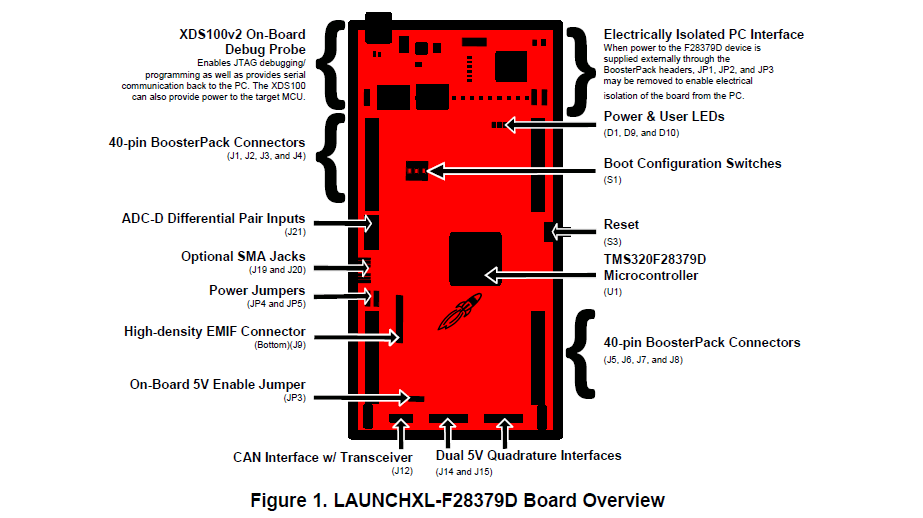 XDS100v2 On-Board
Debug Probe
Enables JTAG debugging/
programming as well as provides serial
communication back to the PC. The XDS100
can also provide power to the target MCU.
40-pin BoosterPack Connectors
(J1, J2, J3, and J4)
ADC-D Differential Pair Inputs
(J21)
Optional SMA Jacks
(J19 and J20)
Power Jumpers
(JP4 and JP5)
High-density EMIF Connector
(Bottom)(J9)
On-Board 5V Enable Jumper
(JP3)
Electrically Isolated PC Interface
When power to the F28379D device is
supplied externally through the
BoosterPack headers, JP1, JP2, and JP3
may be removed to enable electrical
isolation of the board from the PC.
Power & User LEDs
(D1, D9, and D10)
Boot Configuration Switches
(S1)
Reset
(S3)
TMS320F28379D
Microcontroller
(U1)
40-pin BoosterPack Connectors
(J5, J6, J7, and J8)
CAN Interface w/ Transceiver
(J12)
Dual 5V Quadrature Interfaces
(J14 and J15)
Figure 1. LAUNCHXL-F28379D Board Overview